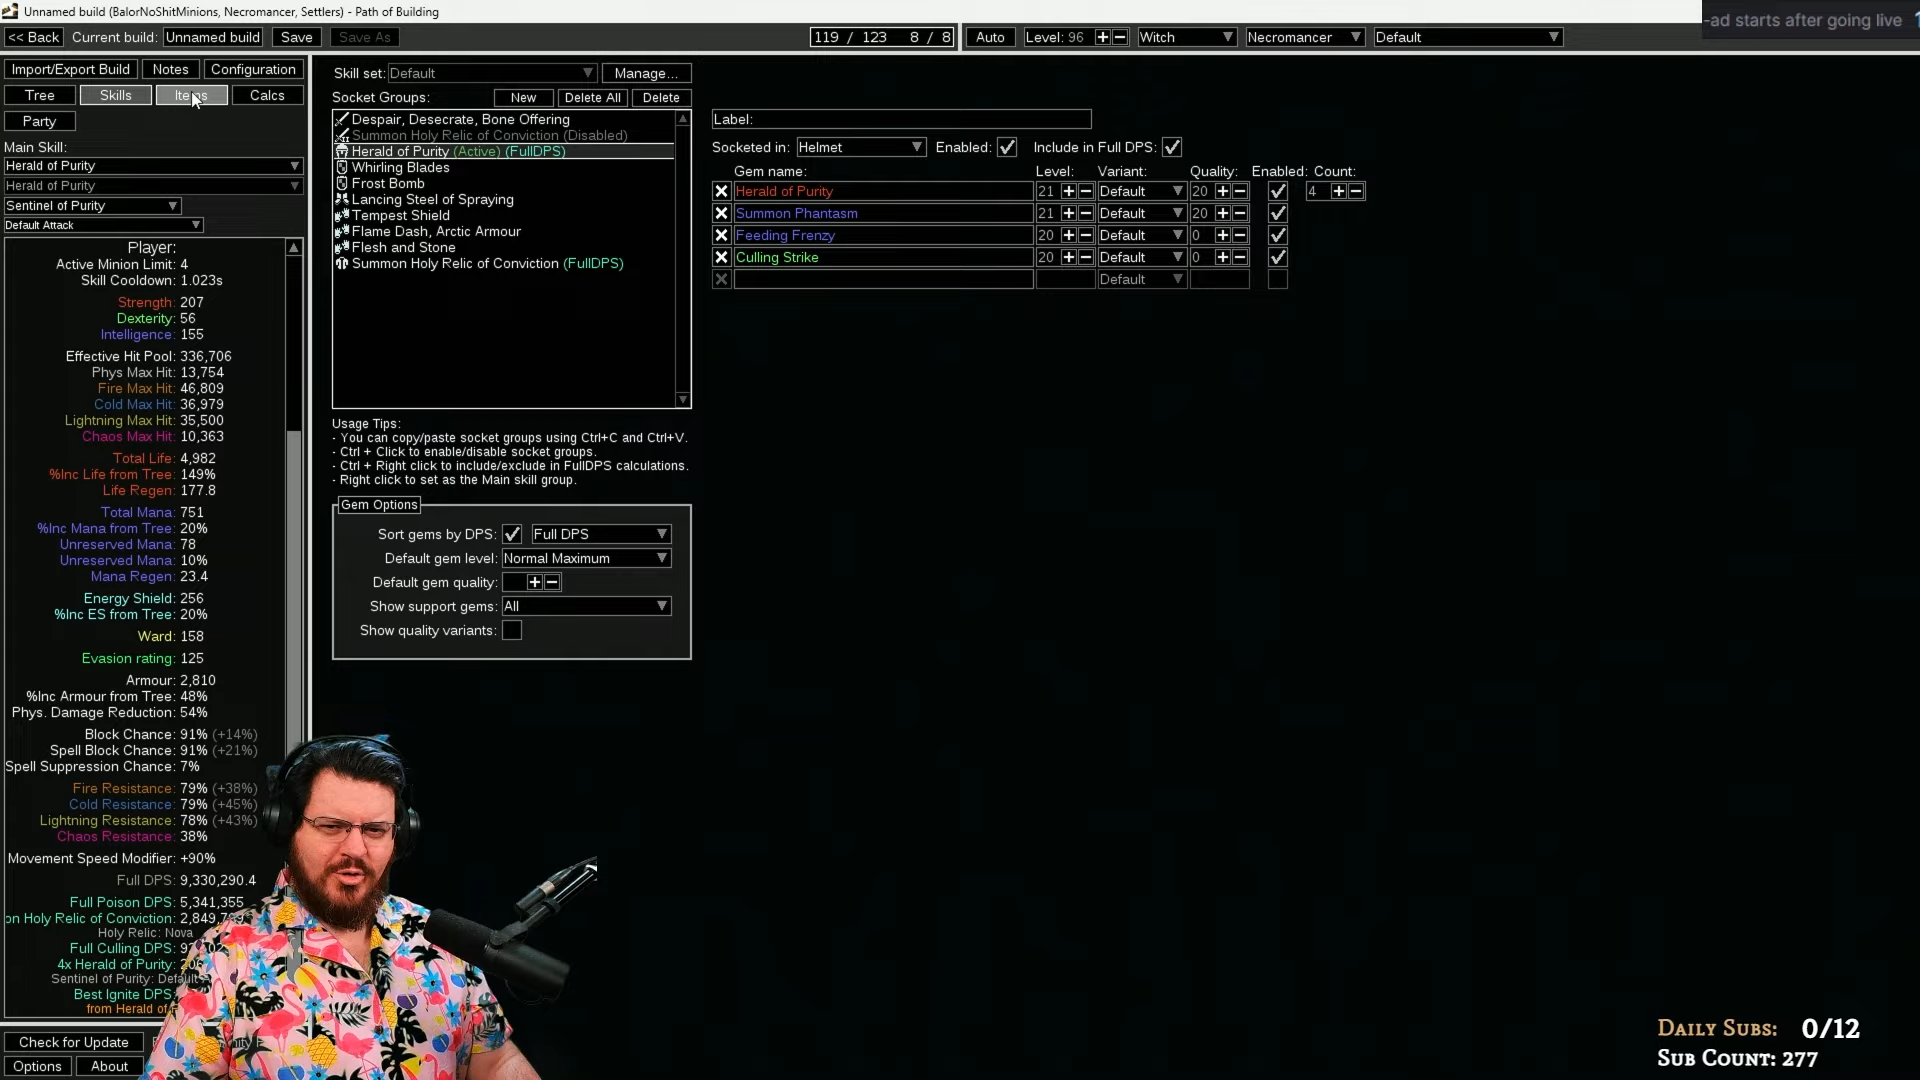 Unnamed build (BalorNoShitMinions, Necromancer, Settlers) - Path of Building
-ad starts after going live
<< Back Current build: Unnamed build Save Save As 119 / 123 8 / 8 Auto Level: 96 Witch Necromancer Default
Import/Export Build Notes Configuration
Tree Skills Items Calcs
Party
Main Skill:
Herald of Purity
Herald of Purity
Sentinel of Purity
Default Attack
Player:
Active Minion Limit: 4
Skill Cooldown: 1.023s
Strength: 207
Dexterity: 56
Intelligence: 155
Effective Hit Pool: 336,706
Phys Max Hit: 13,754
Fire Max Hit: 46,809
Cold Max Hit: 36,979
Lightning Max Hit: 35,500
Chaos Max Hit: 10,363
Total Life: 4,982
%Inc Life from Tree: 149%
Life Regen: 177.8
Total Mana: 751
%Inc Mana from Tree: 20%
Unreserved Mana: 78
Unreserved Mana: 10%
Mana Regen: 23.4
Energy Shield: 256
%Inc ES from Tree: 20%
Ward: 158
Evasion rating: 125
Armour: 2,810
%Inc Armour from Tree: 48%
Phys. Damage Reduction: 54%
Block Chance: 91% (+14%)
Spell Block Chance: 91% (+21%)
Spell Suppression Chance: 7%
Fire Resistance: 79% (+38%)
Cold Resistance: 79% (+45%)
Lightning Resistance: 78% (+43%)
Chaos Resistance: 38%
Movement Speed Modifier: +90%
Full DPS: 9,330,290.4
Full Poison DPS: 5,341,355
on Holy Relic of Conviction: 2,849,7
Holy Relic: Nova
Full Culling DPS:
4x Herald of Purity:
Sentinel of Purity: Default
Best Ignite DPS:
from Herald of
Check for Update
Options About
Skill set: Default Manage...
Socket Groups: New Delete All Delete
Despair, Desecrate, Bone Offering
Summon Holy Relic of Conviction (Disabled)
Herald of Purity (Active) (FullDPS)
Whirling Blades
Frost Bomb
Lancing Steel of Spraying
Tempest Shield
Flame Dash, Arctic Armour
Flesh and Stone
Summon Holy Relic of Conviction (FullDPS)
Usage Tips:
- You can copy/paste socket groups using Ctrl+C and Ctrl+V.
- Ctrl + Click to enable/disable socket groups.
- Ctrl + Right click to include/exclude in FullDPS calculations.
- Right click to set as the Main skill group.
Gem Options
Sort gems by DPS: Full DPS
Default gem level: Normal Maximum
Default gem quality:
Show support gems: All
Show quality variants:
Label:
Socketed in: Helmet Enabled: Include in Full DPS:
Gem name: Level: Variant: Quality: Enabled: Count:
Herald of Purity 21 Default 20 4
Summon Phantasm 21 Default 20
Feeding Frenzy 20 Default 0
Culling Strike 20 Default 0
Default
Daily Subs: 0/12
Sub Count: 277